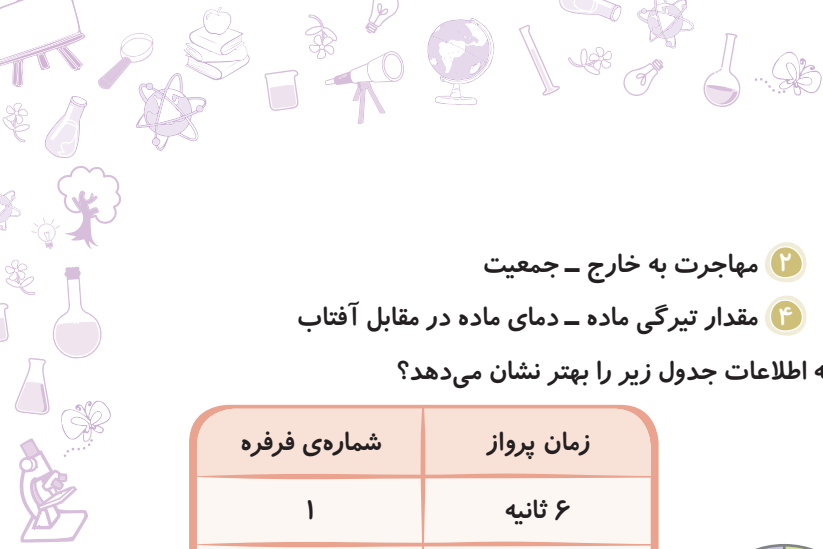 ۲ مهاجرت به خارج ـ جمعیت
۴ مقدار تیرگی ماده ـ دمای ماده در مقابل آفتاب
اطلاعات جدول زیر را بهتر نشان می‌دهد؟
زمان پرواز شماره‌ی فرفره
۶ ثانیه ۱